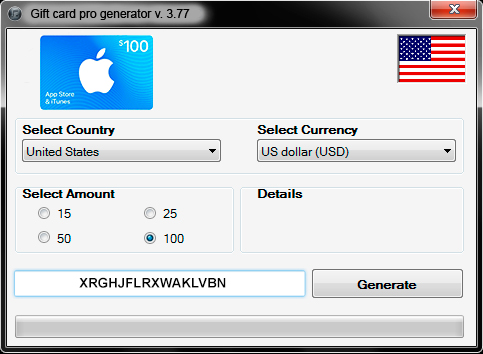 Gift card pro generator v. 3.77
$100
App Store
& iTunes
Select Country
Select Currency
United States
US dollar (USD)
Select Amount
Details
15
25
50
100
XRGHJFLRXWAKLVBN
Generate